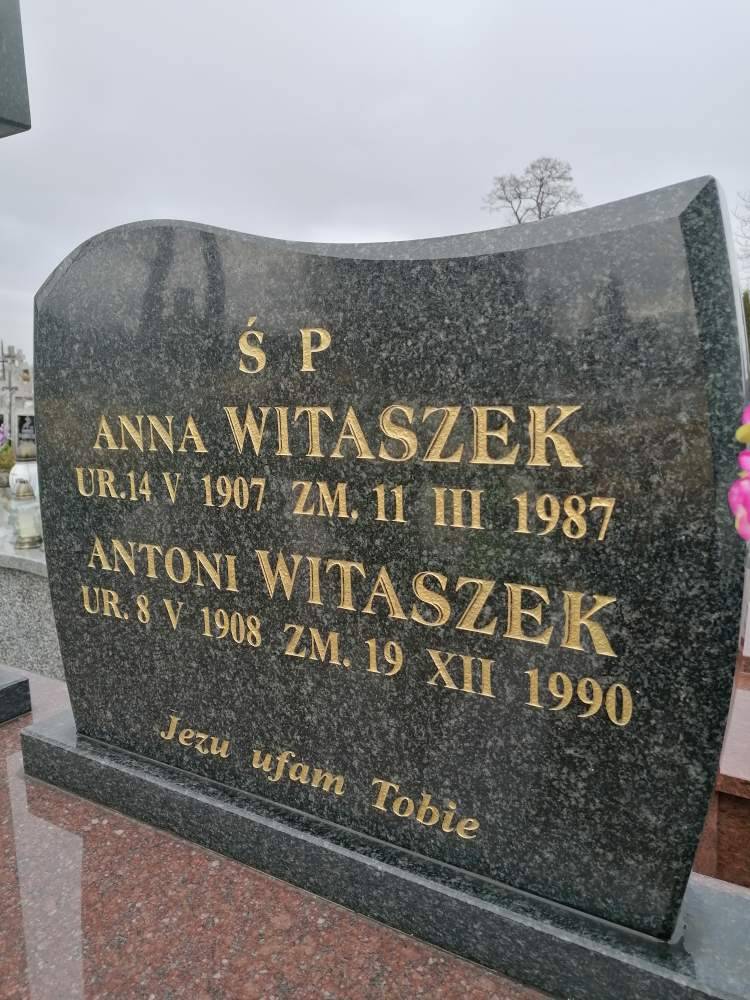 Ś P
ANNA WITASZEK
UR.14 V 1907 ZM. 11 III 1987
ANTONI WITASZEK
UR. 8 V 1908 ZM. 19 XII 1990
Jezu ufam Tobie